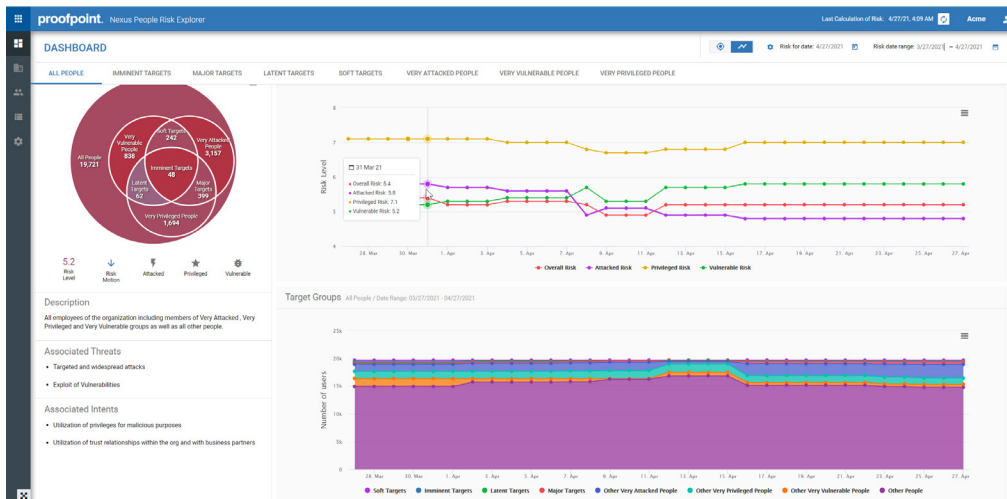 proofpoint. Nexus People Risk Explorer
Last Calculation of Risk: 4/27/21, 4:09 AM
Acme
DASHBOARD
Risk for date: 4/27/2021
Risk date range: 3/27/2021 – 4/27/2021
ALL PEOPLE
IMMINENT TARGETS
MAJOR TARGETS
LATENT TARGETS
SOFT TARGETS
VERY ATTACKED PEOPLE
VERY VULNERABLE PEOPLE
VERY PRIVILEGED PEOPLE
All People
19,721
Very
Vulnerable
People
838
Soft Targets
242
Very Attacked
People
3,157
Imminent Targets
48
Latent
Targets
62
Major
Targets
399
Very Privileged People
1,694
5.2
Risk
Level
Risk
Motion
Attacked
Privileged
Vulnerable
Description
All employees of the organization including members of Very Attacked , Very
Privileged and Very Vulnerable groups as well as all other people.
Associated Threats
• Targeted and widespread attacks
• Exploit of Vulnerabilities
Associated Intents
• Utilization of privileges for malicious purposes
• Utilization of trust relationships within the org and with business partners
Risk Level
8
7
6
5
4
31 Mar 21
Overall Risk: 5.4
Attacked Risk: 5.8
Privileged Risk: 7.1
Vulnerable Risk: 5.2
28. Mar 30. Mar 1. Apr 3. Apr 5. Apr 7. Apr 9. Apr 11. Apr 13. Apr 15. Apr 17. Apr 19. Apr 21. Apr 23. Apr 25. Apr 27. Apr
Overall Risk Attacked Risk Privileged Risk Vulnerable Risk
Target Groups All People / Date Range: 03/27/2021 - 04/27/2021
Number of users
25k
20k
15k
10k
5k
0
28. Mar 30. Mar 1. Apr 3. Apr 5. Apr 7. Apr 9. Apr 11. Apr 13. Apr 15. Apr 17. Apr 19. Apr 21. Apr 23. Apr 25. Apr 27. Apr
Soft Targets Imminent Targets Latent Targets Major Targets Other Very Attacked People Other Very Privileged People Other Very Vulnerable People Other People